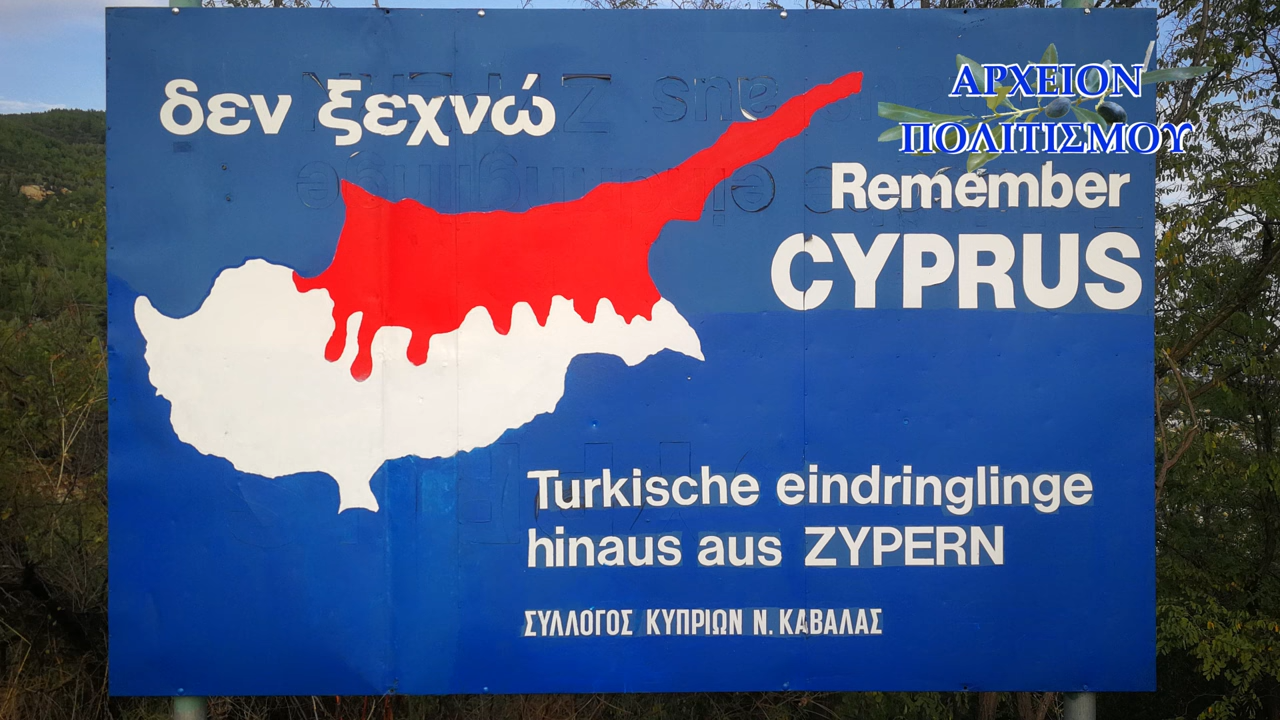 δεν ξεχνώ
ΑΡΧΕΙΟΝ
ΠΟΛΙΤΙΣΜΟΥ
Remember
CYPRUS
Turkische eindringlinge
hinaus aus ZYPERN
ΣΥΛΛΟΓΟΣ ΚΥΠΡΙΩΝ Ν. ΚΑΒΑΛΑΣ